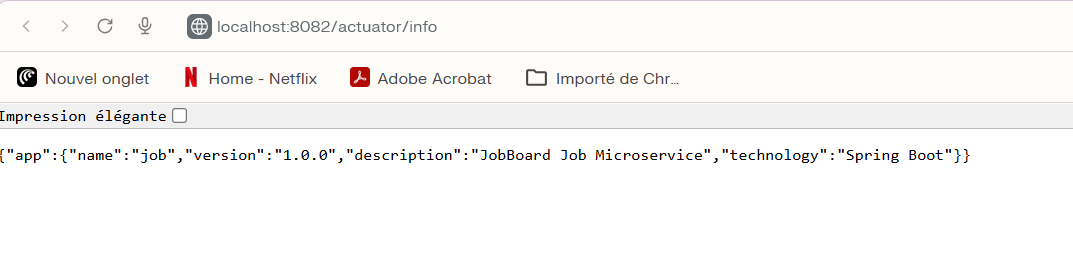 localhost:8082/actuator/info
Nouvel onglet Home - Netflix Adobe Acrobat Importé de Chr...
Impression élégante
{"app":{"name":"job","version":"1.0.0","description":"JobBoard Job Microservice","technology":"Spring Boot"}}